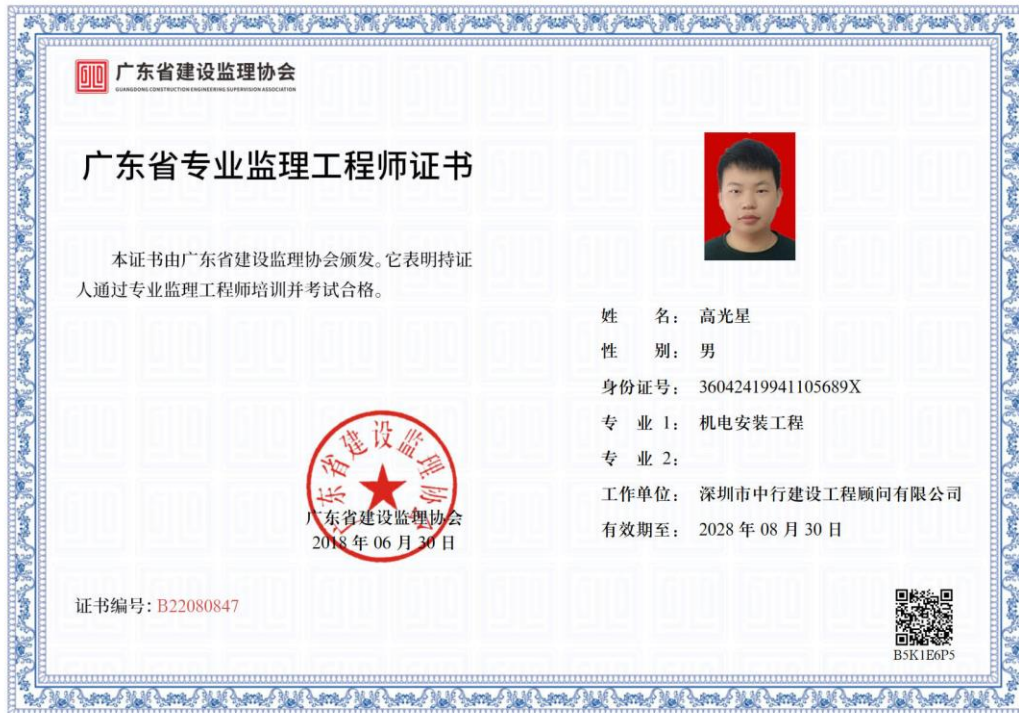 广东省建设监理协会
GUANGDONG CONSTRUCTION ENGINEERING SUPERVISION ASSOCIATION
广东省专业监理工程师证书
本证书由广东省建设监理协会颁发。它表明持证
人通过专业监理工程师培训并考试合格。
姓 名： 高光星
性 别： 男
身份证号： 36042419941105689X
专 业 1： 机电安装工程
专 业 2：
工作单位： 深圳市中行建设工程顾问有限公司
有效期至： 2028 年 08 月 30 日
广东省建设监理协会
广东省建设监理协会
2018 年 06 月 30 日
证书编号：B22080847
B5K1E6P5